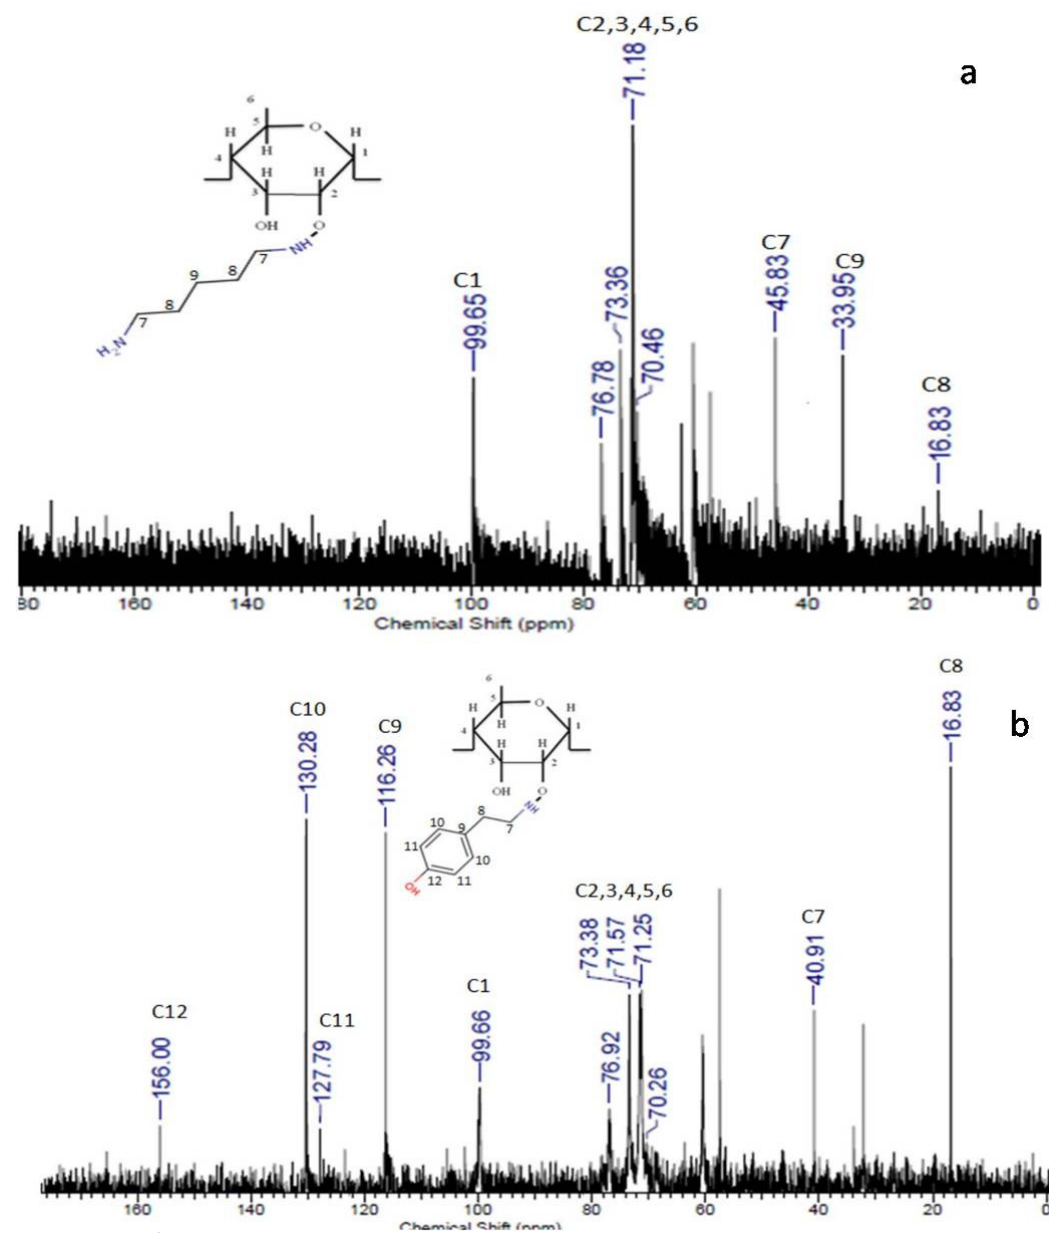 C2,3,4,5,6
71.18
a
C1
99.65
76.78
73.36
70.46
C7
45.83
C9
33.95
C8
16.83
6
5
O
H
H
4
H
1
H
H
3
2
OH
O
NH
7
8
9
8
7
H2N
80 160 140 120 100 80 60 40 20 0
Chemical Shift (ppm)
b
C12
156.00
C10
130.28
C11
127.79
C9
116.26
C1
99.66
C2,3,4,5,6
76.92
73.38
71.57
71.25
70.26
C7
40.91
C8
16.83
6
5
O
H
H
4
H
1
H
H
3
2
OH
O
NH
8
7
10
9
11
10
12
11
OH
160 140 120 100 80 60 40 20 0
Chemical Shift (ppm)